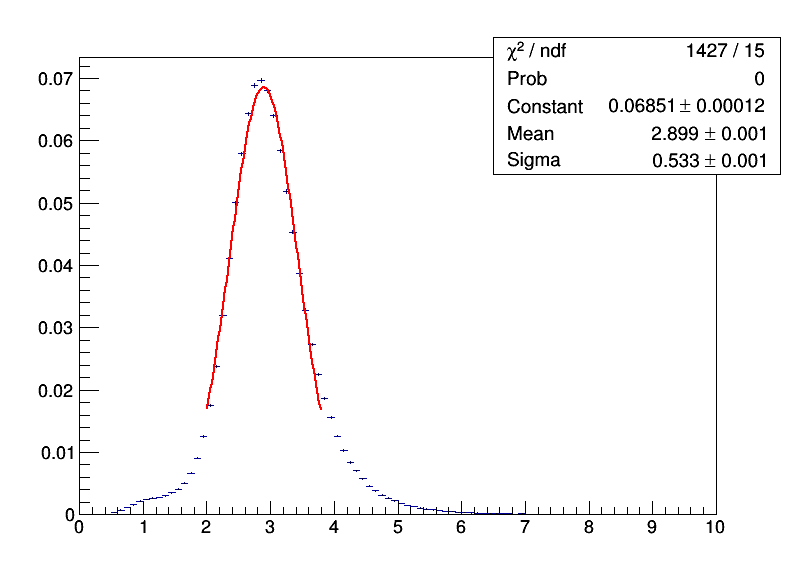 χ² / ndf 1427 / 15
Prob 0
Constant 0.06851 ± 0.00012
Mean 2.899 ± 0.001
Sigma 0.533 ± 0.001
0.07
0.06
0.05
0.04
0.03
0.02
0.01
0
0 1 2 3 4 5 6 7 8 9 10